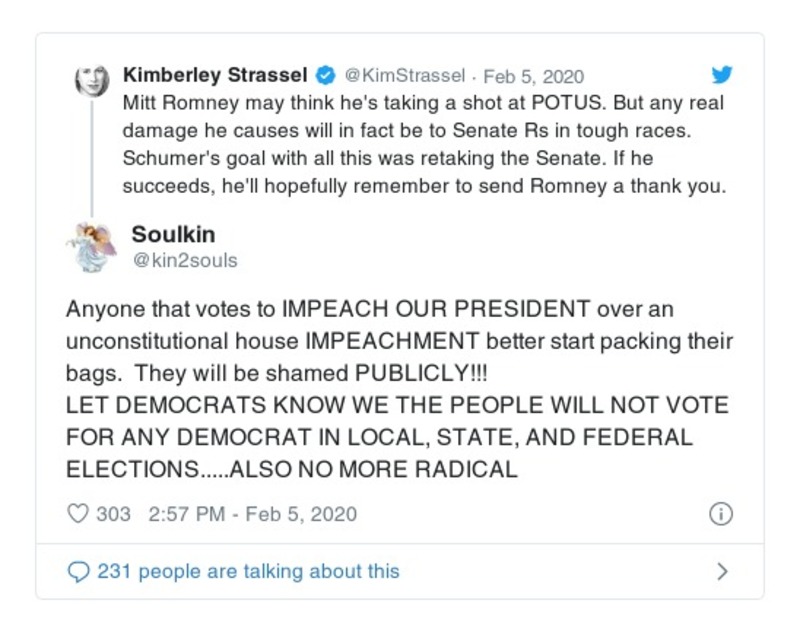 Kimberley Strassel @KimStrassel · Feb 5, 2020
Mitt Romney may think he's taking a shot at POTUS. But any real
damage he causes will in fact be to Senate Rs in tough races.
Schumer's goal with all this was retaking the Senate. If he
succeeds, he'll hopefully remember to send Romney a thank you.
Soulkin
@kin2souls
Anyone that votes to IMPEACH OUR PRESIDENT over an
unconstitutional house IMPEACHMENT better start packing their
bags.  They will be shamed PUBLICLY!!!
LET DEMOCRATS KNOW WE THE PEOPLE WILL NOT VOTE
FOR ANY DEMOCRAT IN LOCAL, STATE, AND FEDERAL
ELECTIONS.....ALSO NO MORE RADICAL
303 2:57 PM - Feb 5, 2020
231 people are talking about this